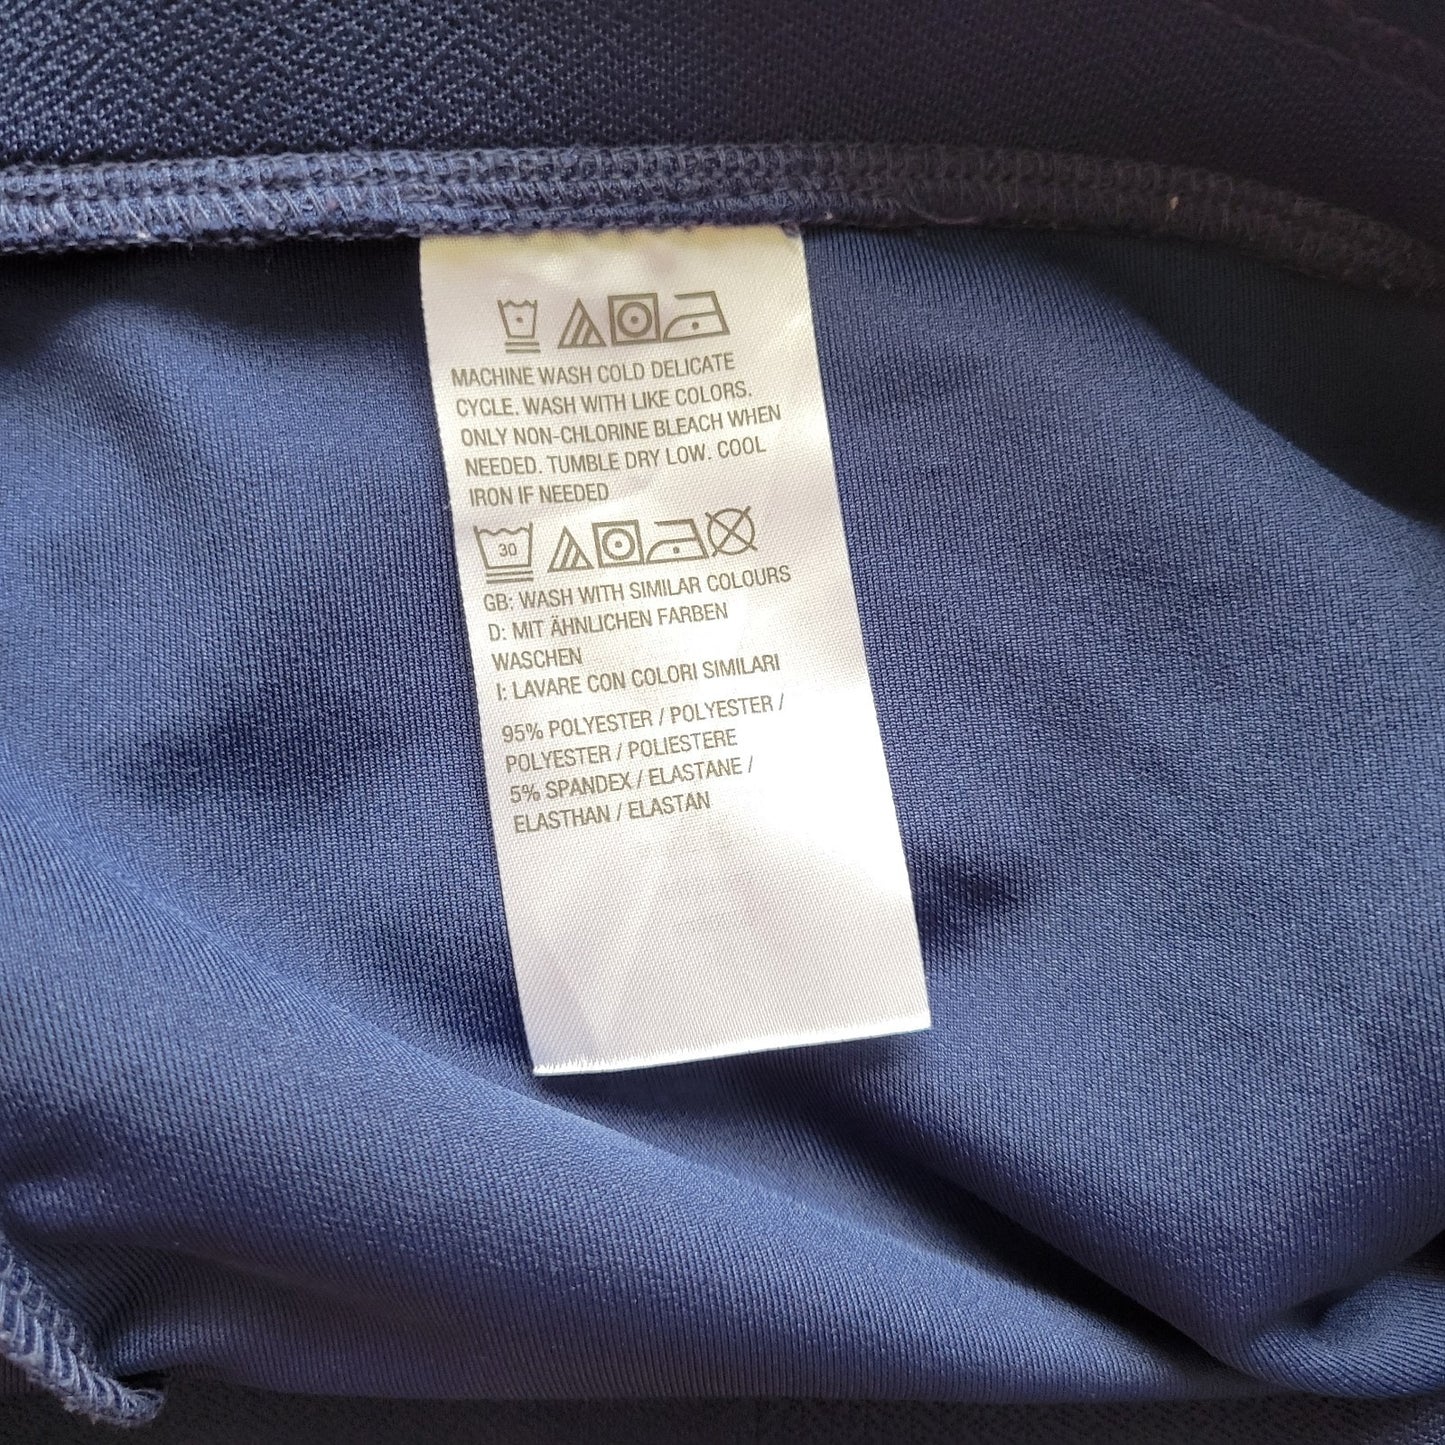 MACHINE WASH COLD DELICATE
CYCLE. WASH WITH LIKE COLORS.
ONLY NON-CHLORINE BLEACH WHEN
NEEDED. TUMBLE DRY LOW. COOL
IRON IF NEEDED
30
GB: WASH WITH SIMILAR COLOURS
D: MIT ÄHNLICHEN FARBEN
WASCHEN
I: LAVARE CON COLORI SIMILARI
95% POLYESTER / POLYESTER /
POLYESTER / POLIESTERE
5% SPANDEX / ELASTANE /
ELASTHAN / ELASTAN